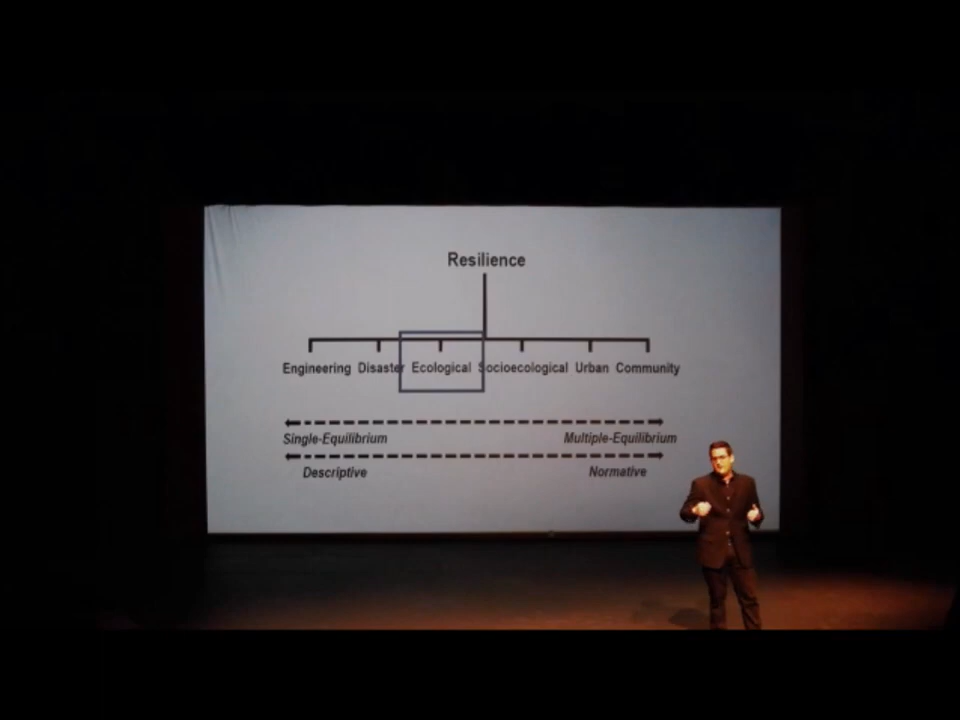 Resilience
Engineering Disaster Ecological Socioecological Urban Community
Single-Equilibrium Multiple-Equilibrium
Descriptive Normative